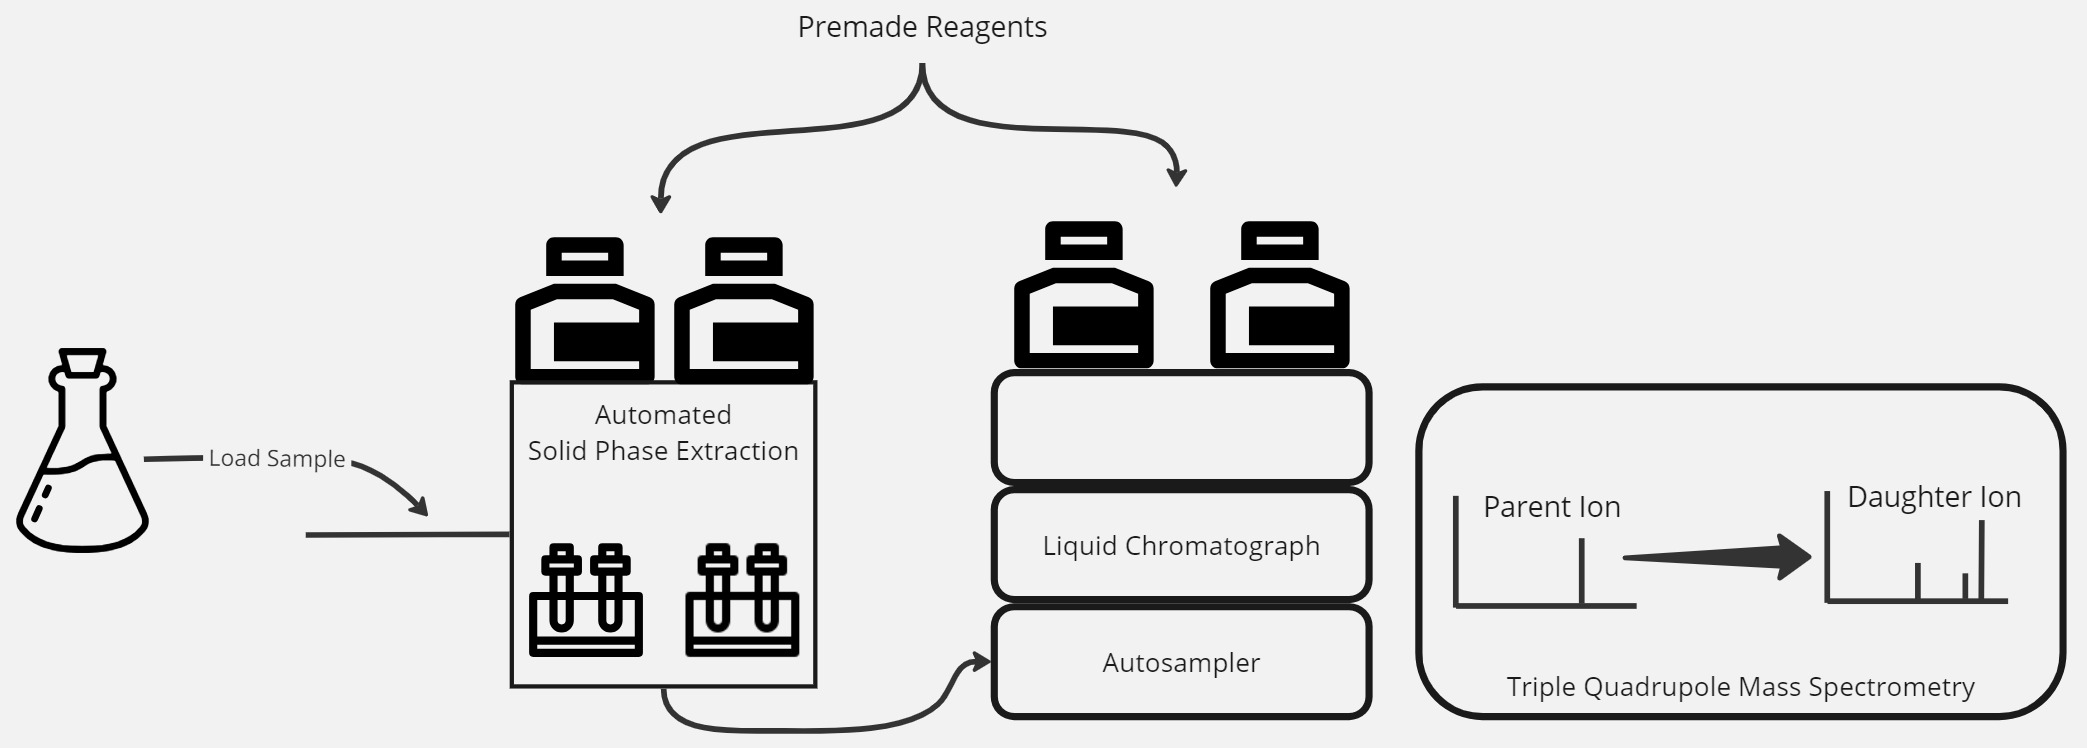 Premade Reagents
Automated
Solid Phase Extraction
Load Sample
Liquid Chromatograph
Autosampler
Parent Ion
Daughter Ion
Triple Quadrupole Mass Spectrometry